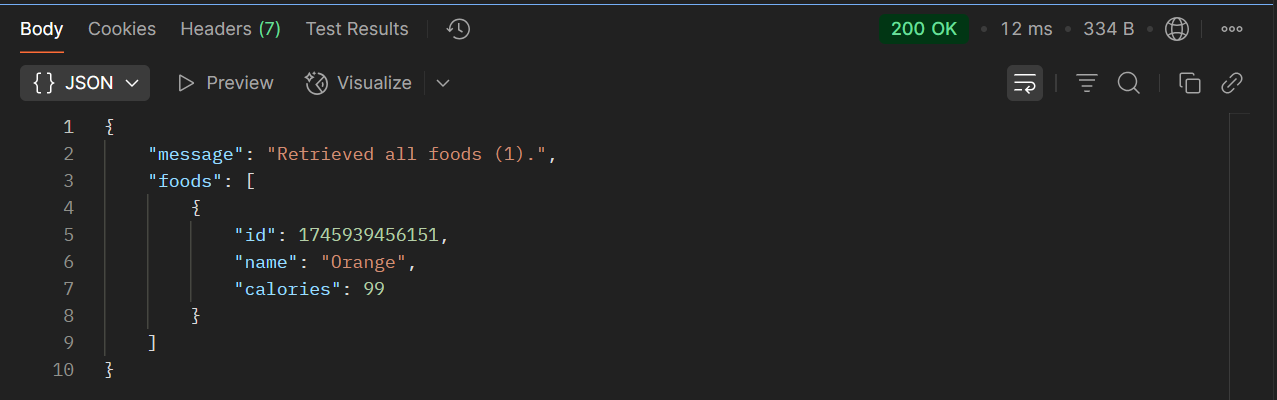 Body Cookies Headers (7) Test Results 200 OK • 12 ms • 334 B •
{} JSON Preview Visualize
1 {
2     "message": "Retrieved all foods (1).",
3     "foods": [
4         {
5             "id": 1745939456151,
6             "name": "Orange",
7             "calories": 99
8         }
9     ]
10 }